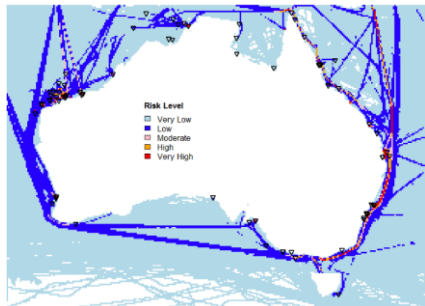 Risk Level
Very Low
Low
Moderate
High
Very High